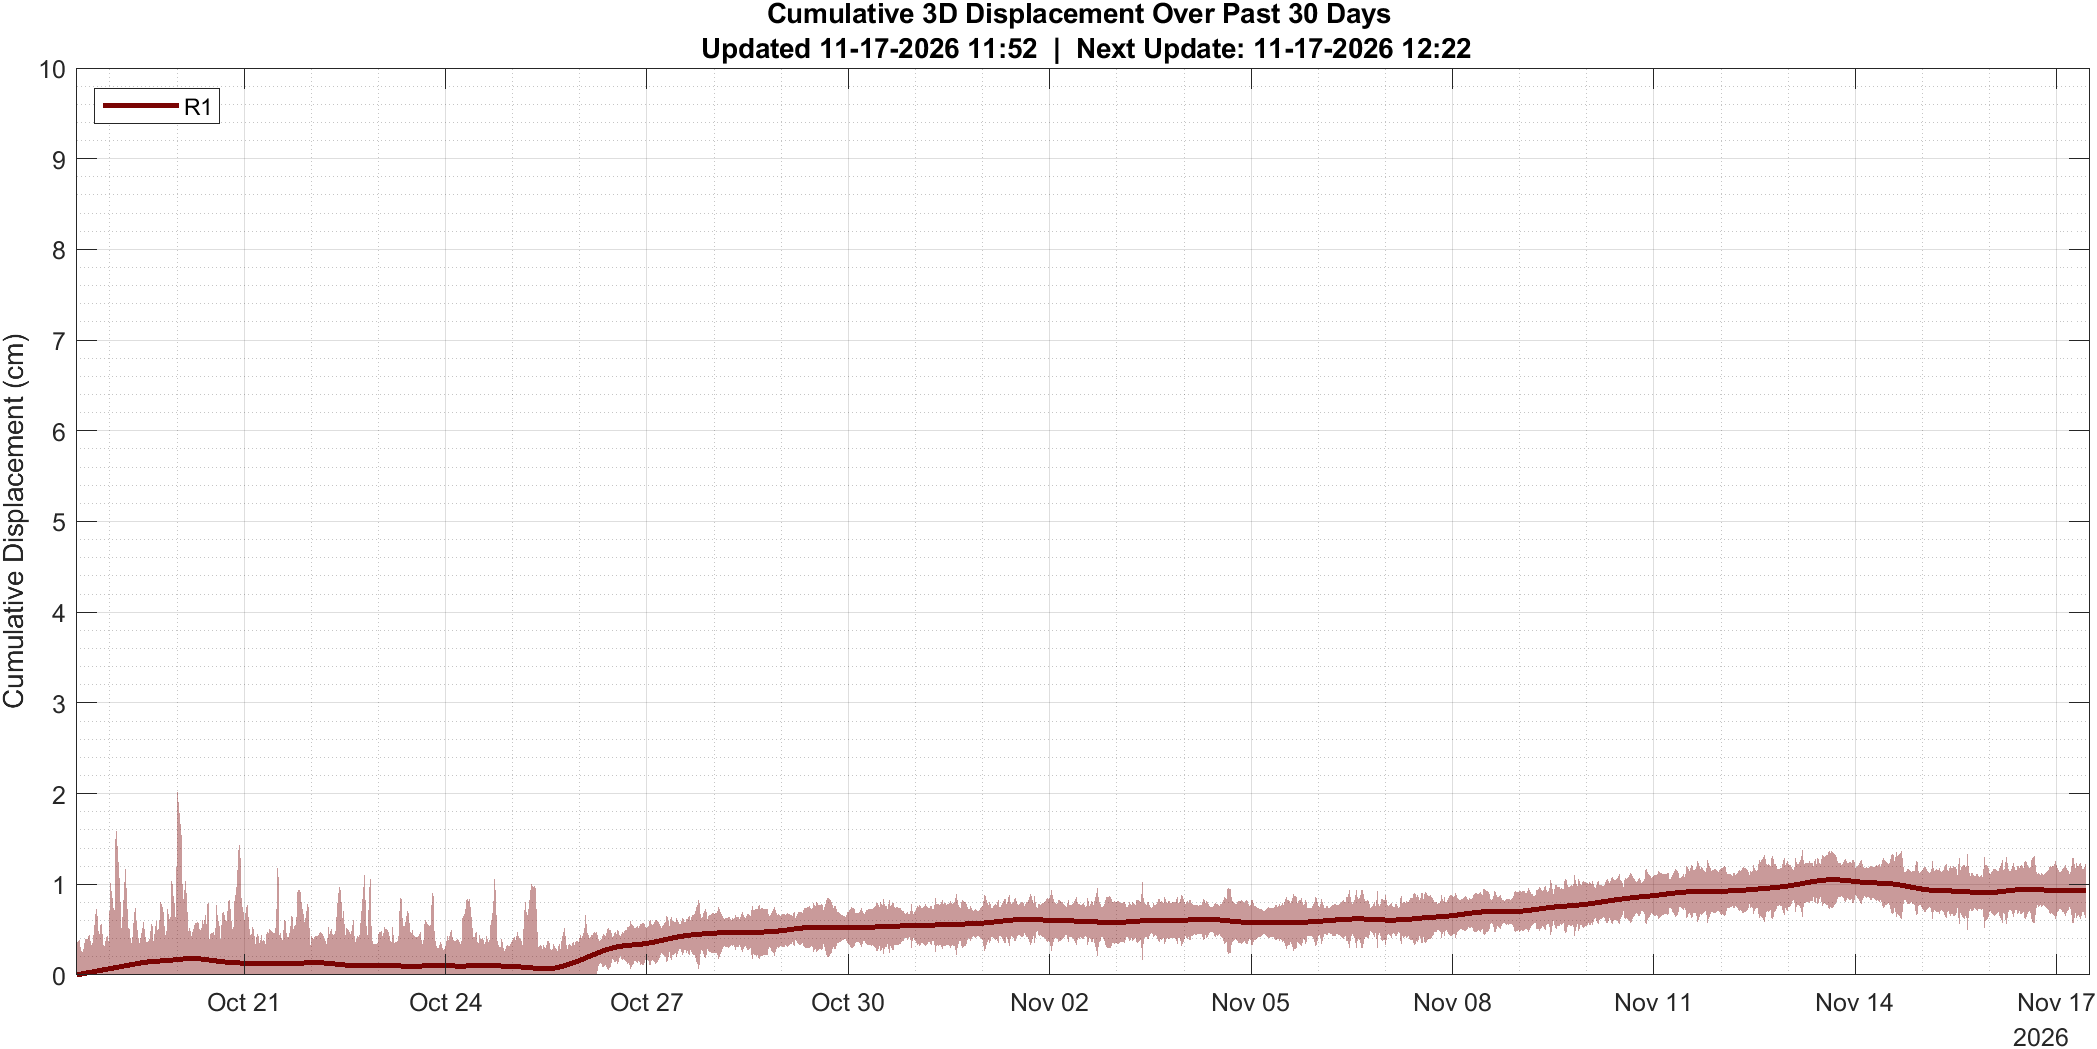 Cumulative 3D Displacement Over Past 30 Days
Updated 11-17-2026 11:52 | Next Update: 11-17-2026 12:22
R1
Cumulative Displacement (cm)
10
9
8
7
6
5
4
3
2
1
0
Oct 21 Oct 24 Oct 27 Oct 30 Nov 02 Nov 05 Nov 08 Nov 11 Nov 14 Nov 17
2026